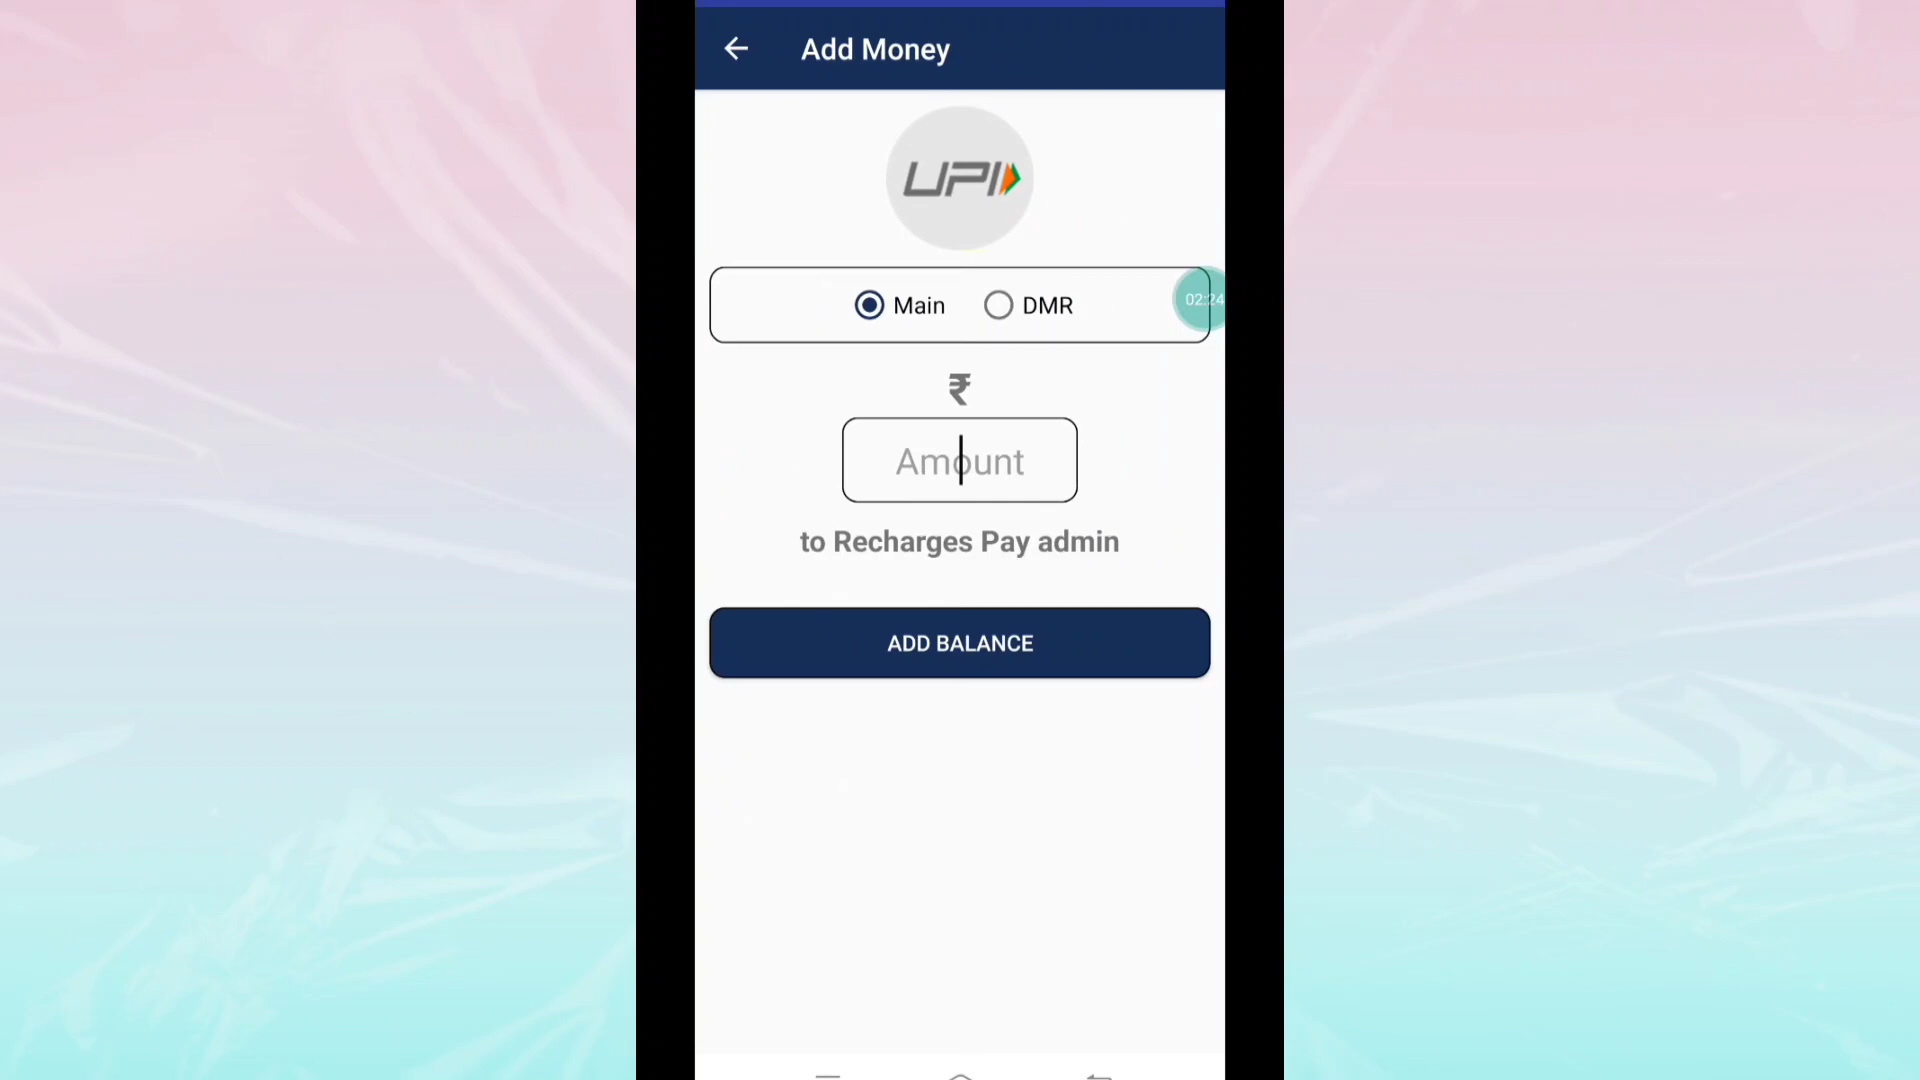 Add Money
UPI
Main DMR
02:24
₹
Amount
to Recharges Pay admin
ADD BALANCE